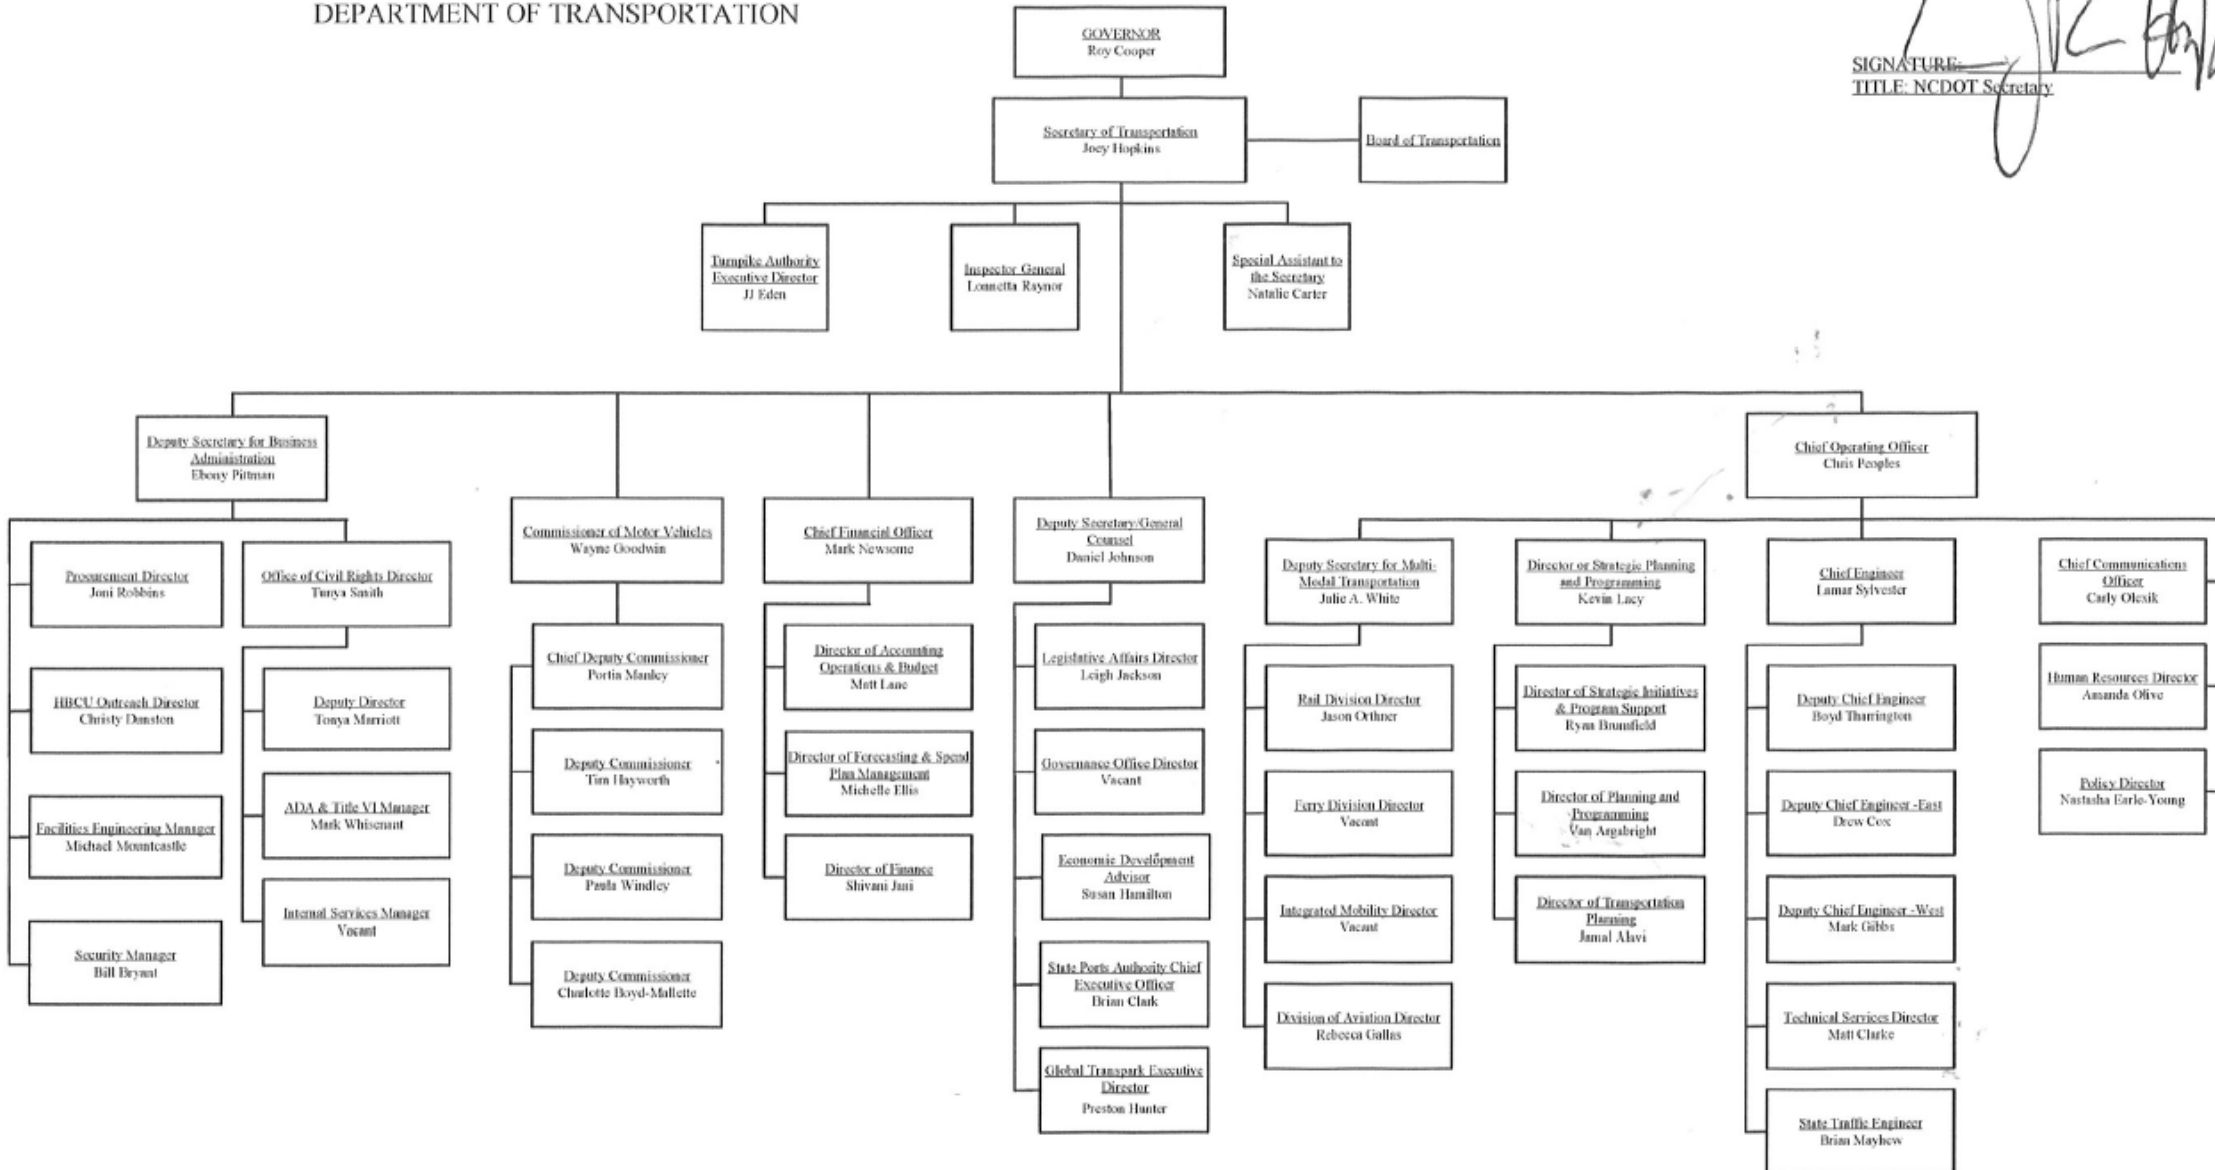 DEPARTMENT OF TRANSPORTATION
GOVERNOR
Roy Cooper
SIGNATURE:
TITLE: NCDOT Secretary
Secretary of Transportation
Joey Hopkins
Board of Transportation
Turnpike Authority
Executive Director
JJ Eden
Inspector General
Lonnetta Raynor
Special Assistant to
the Secretary
Natalie Carter
Deputy Secretary for Business
Administration
Ebony Pittman
Chief Operating Officer
Chris Peoples
Commissioner of Motor Vehicles
Wayne Goodwin
Chief Financial Officer
Mark Newsome
Deputy Secretary/General
Counsel
Daniel Johnson
Procurement Director
Joni Robbins
Office of Civil Rights Director
Tunya Smith
Deputy Secretary for Multi-
Modal Transportation
Julie A. White
Director or Strategic Planning
and Programming
Kevin Lacy
Chief Engineer
Lamar Sylvester
Chief Communications
Officer
Carly Olexik
Chief Deputy Commissioner
Portia Manley
Director of Accounting
Operations & Budget
Matt Lane
Legislative Affairs Director
Leigh Jackson
Human Resources Director
Amanda Olive
HBCU Outreach Director
Christy Dunston
Deputy Director
Tonya Marriott
Rail Division Director
Jason Orthner
Director of Strategic Initiatives
& Program Support
Ryan Brumfield
Deputy Chief Engineer
Boyd Tharrington
Deputy Commissioner
Tim Hayworth
Director of Forecasting & Spend
Plan Management
Michelle Ellis
Governance Office Director
Vacant
Policy Director
Nastasha Earle-Young
Facilities Engineering Manager
Michael Mountcastle
ADA & Title VI Manager
Mark Whisenant
Ferry Division Director
Vacant
Director of Planning and
Programming
Van Argabright
Deputy Chief Engineer -East
Drew Cox
Deputy Commissioner
Paula Windley
Director of Finance
Shivani Jani
Economic Development
Advisor
Susan Hamilton
Internal Services Manager
Vacant
Integrated Mobility Director
Vacant
Director of Transportation
Planning
Jamal Alavi
Deputy Chief Engineer -West
Mark Gibbs
Security Manager
Bill Bryant
Deputy Commissioner
Charlotte Boyd-Mallette
State Ports Authority Chief
Executive Officer
Brian Clark
Division of Aviation Director
Rebecca Gallas
Technical Services Director
Matt Clarke
Global Transpark Executive
Director
Preston Hunter
State Traffic Engineer
Brian Mayhew